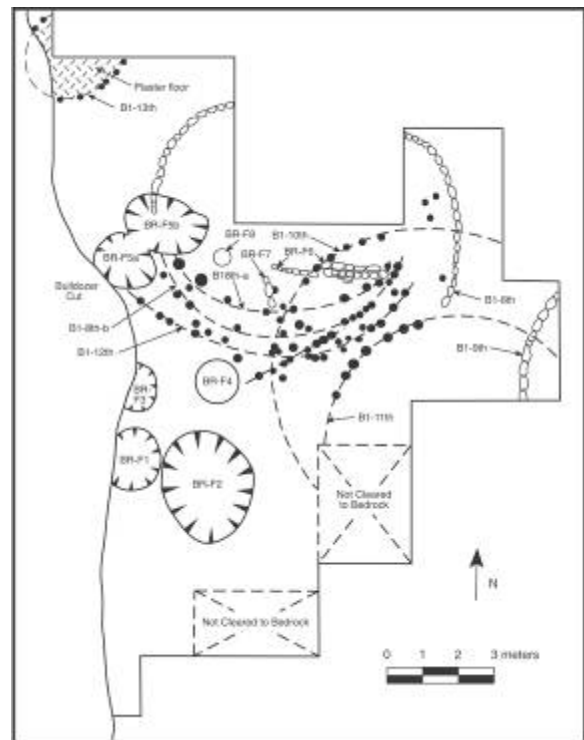 Plaster floor
B1-13th
BR-F5b
BR-F8
B1-10th
BR-F7
BR-F6
BR-F5a
B18th-a
Bulldozer
Cut
B1-8th-b
B1-8th
B1-12th
B1-9th
BR-
F3
BR-F4
B1-11th
BR-F1
BR-F2
Not Cleared
to Bedrock
N
Not Cleared to Bedrock
0 1 2 3 meters